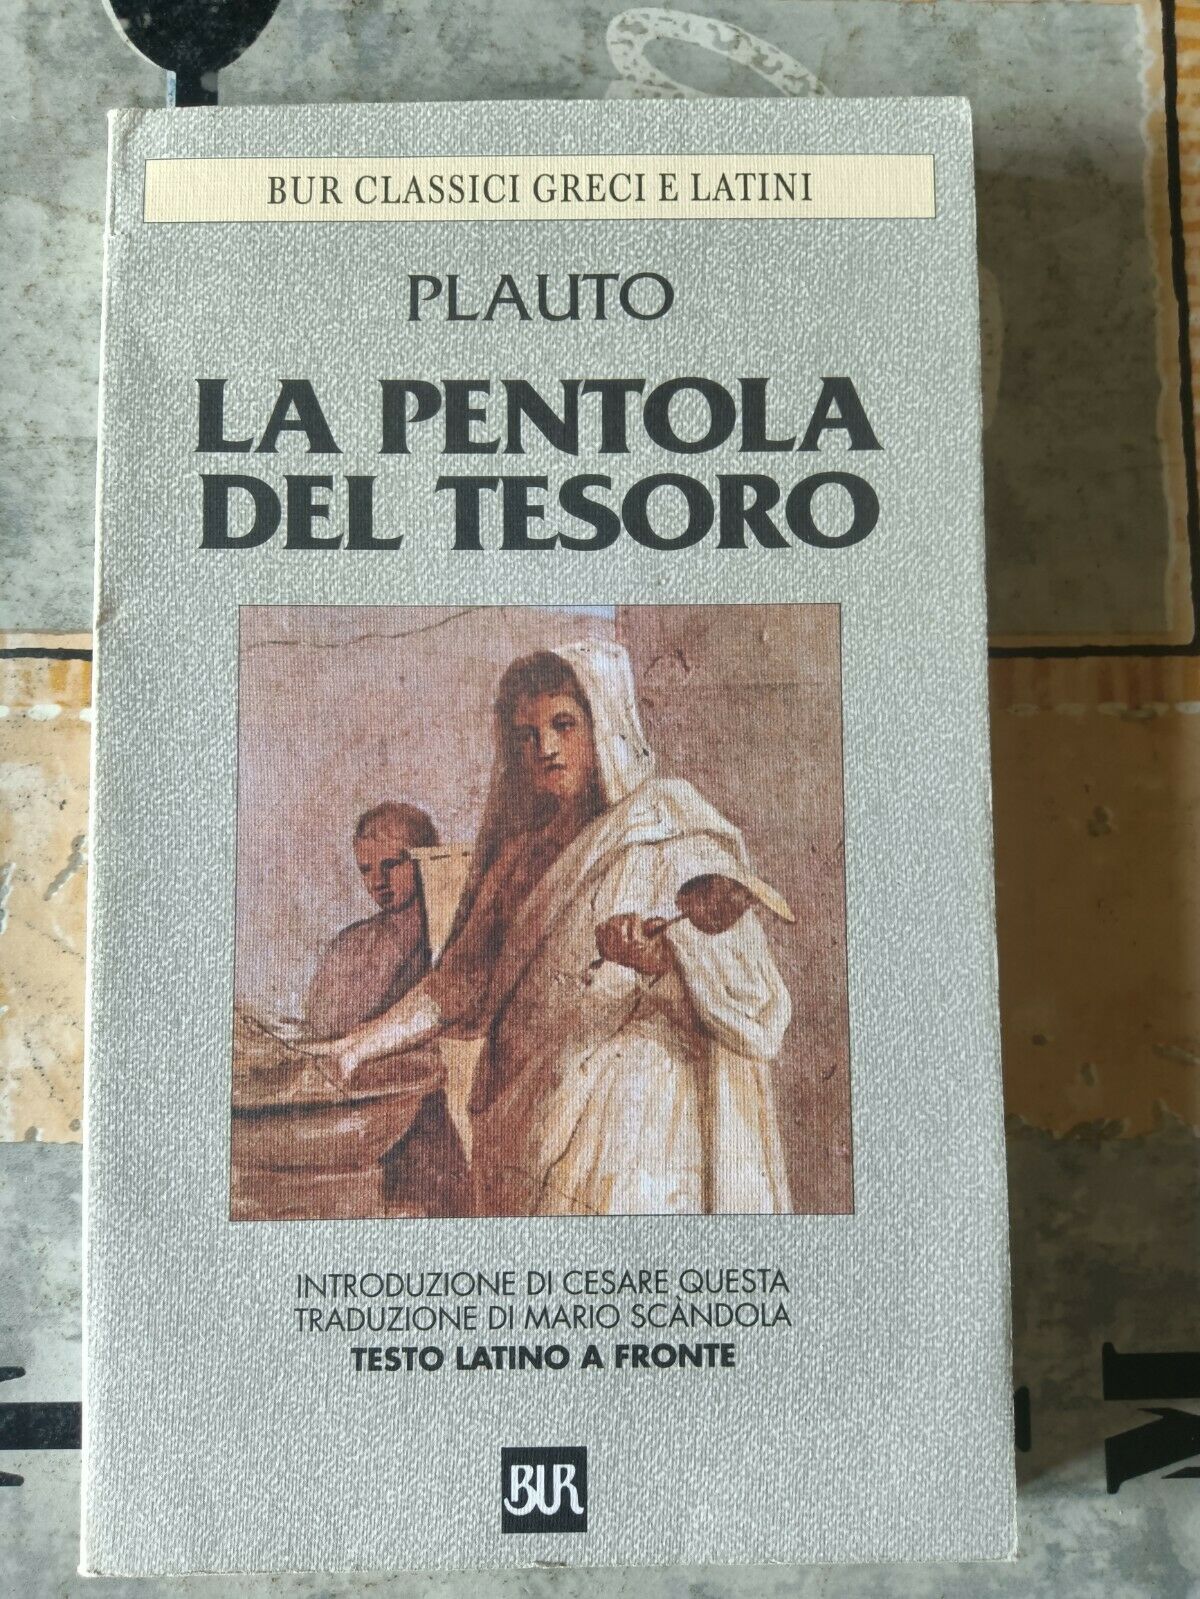 BUR CLASSICI GRECI E LATINI
PLAUTO
LA PENTOLA
DEL TESORO
INTRODUZIONE DI CESARE QUESTA
TRADUZIONE DI MARIO SCÀNDOLA
TESTO LATINO A FRONTE
BUR